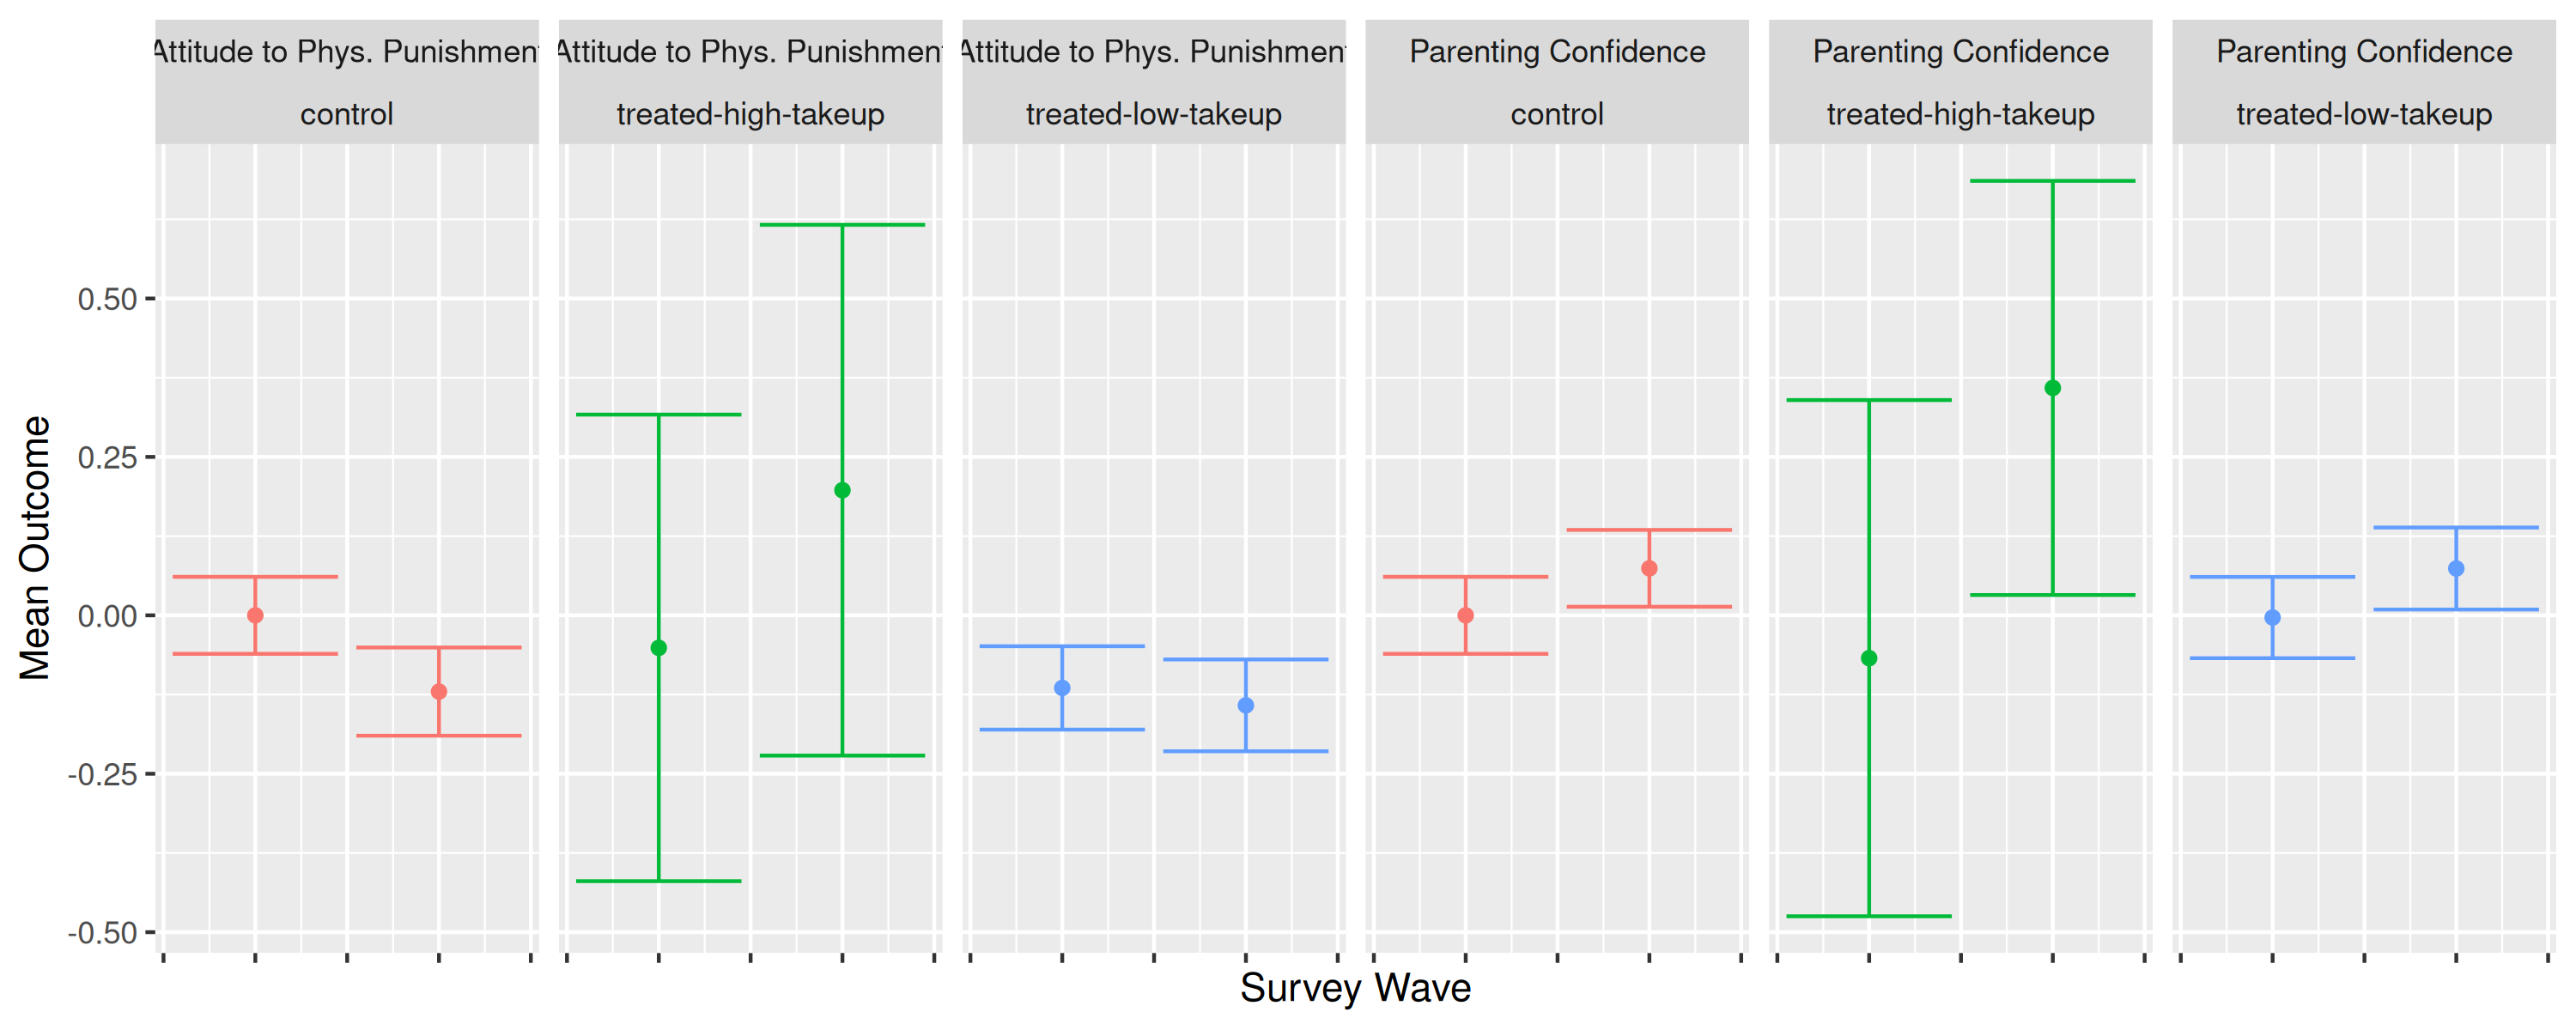 Attitude to Phys. Punishment
control
Attitude to Phys. Punishment
treated-high-takeup
Attitude to Phys. Punishment
treated-low-takeup
Parenting Confidence
control
Parenting Confidence
treated-high-takeup
Parenting Confidence
treated-low-takeup
Mean Outcome
0.50
0.25
0.00
-0.25
-0.50
Survey Wave